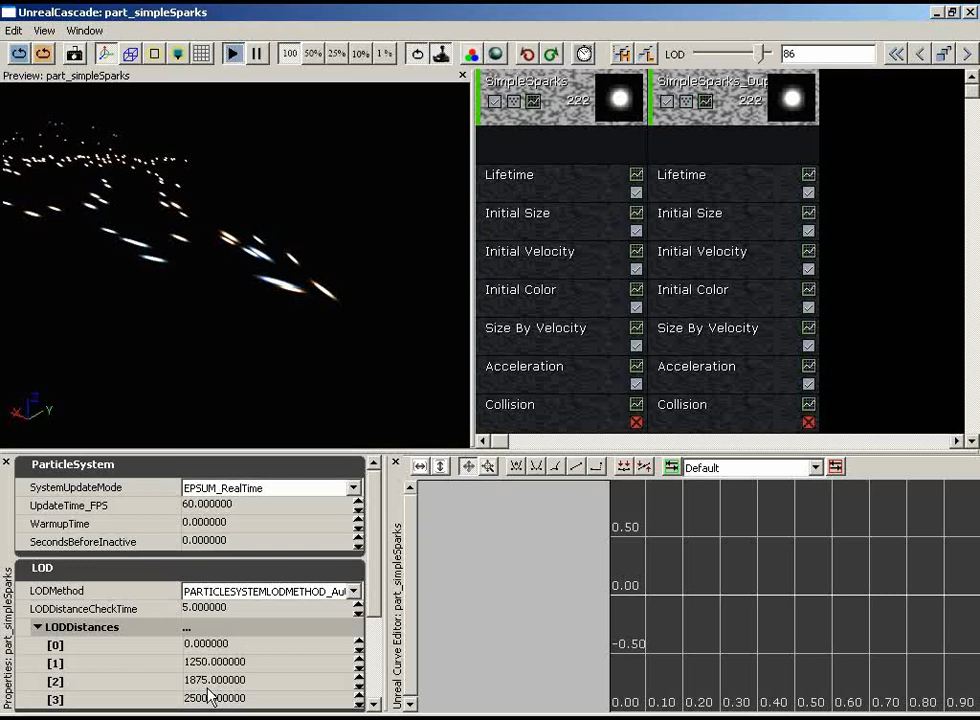 UnrealCascade: part_simpleSparks
Edit View Window
100 50% 25% 10% 1% LOD 86
Preview: part_simpleSparks
SimpleSparks SimpleSparks_Dup
222 222
Lifetime Lifetime
Initial Size Initial Size
Initial Velocity Initial Velocity
Initial Color Initial Color
Size By Velocity Size By Velocity
Acceleration Acceleration
Collision Collision
X Y Z
ParticleSystem
SystemUpdateMode EPSUM_RealTime
UpdateTime_FPS 60.000000
WarmupTime 0.000000
SecondsBeforeInactive 0.000000
LOD
LODMethod PARTICLESYSTEMLODMETHOD_Au
LODDistanceCheckTime 5.000000
LODDistances ...
[0] 0.000000
[1] 1250.000000
[2] 1875.000000
[3] 2500.000000
Properties: part_simpleSparks
Default
Unreal Curve Editor: part_simpleSparks
0.50
0.00
-0.50
0.00 0.10 0.20 0.30 0.40 0.50 0.60 0.70 0.80 0.90